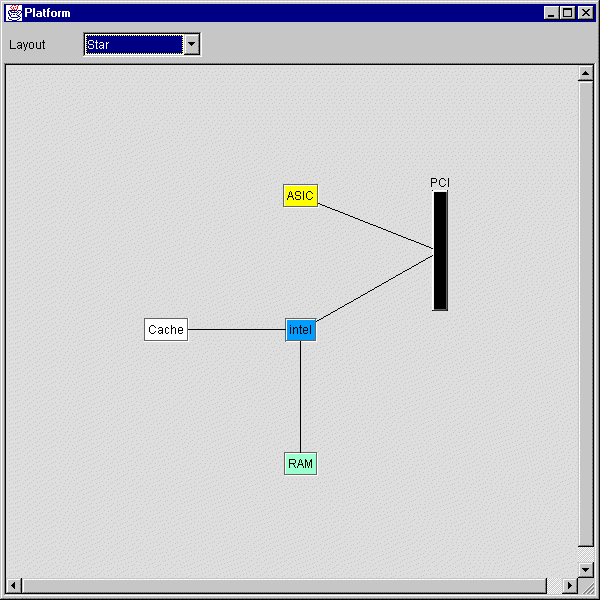 Platform
Layout
Star
PCI
ASIC
Cache
intel
RAM